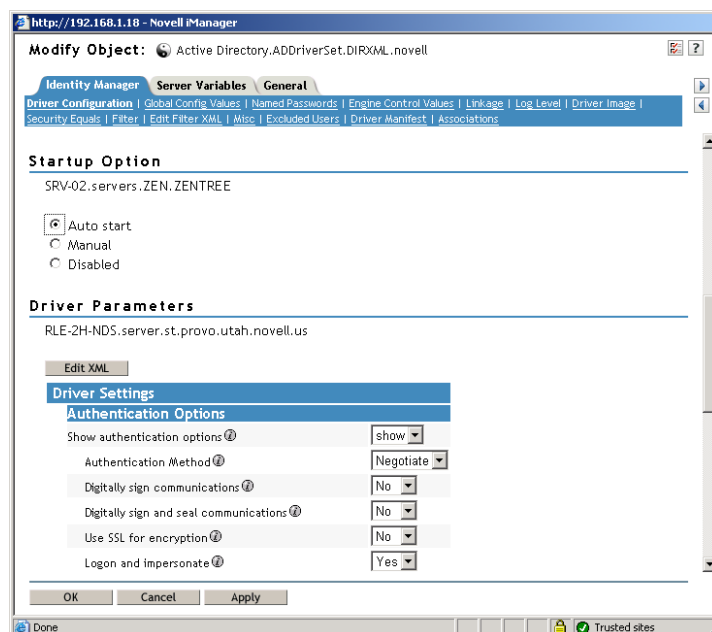 http://192.168.1.18 - Novell iManager
Modify Object: Active Directory.ADDriverSet.DIRXML.novell
?
Identity Manager Server Variables General
Driver Configuration | Global Config Values | Named Passwords | Engine Control Values | Linkage | Log Level | Driver Image |
Security Equals | Filter | Edit Filter XML | Misc | Excluded Users | Driver Manifest | Associations
Startup Option
SRV-02.servers.ZEN.ZENTREE
Auto start
Manual
Disabled
Driver Parameters
RLE-2H-NDS.server.st.provo.utah.novell.us
Edit XML
Driver Settings
Authentication Options
Show authentication options show
Authentication Method Negotiate
Digitally sign communications No
Digitally sign and seal communications No
Use SSL for encryption No
Logon and impersonate Yes
OK Cancel Apply
Done Trusted sites